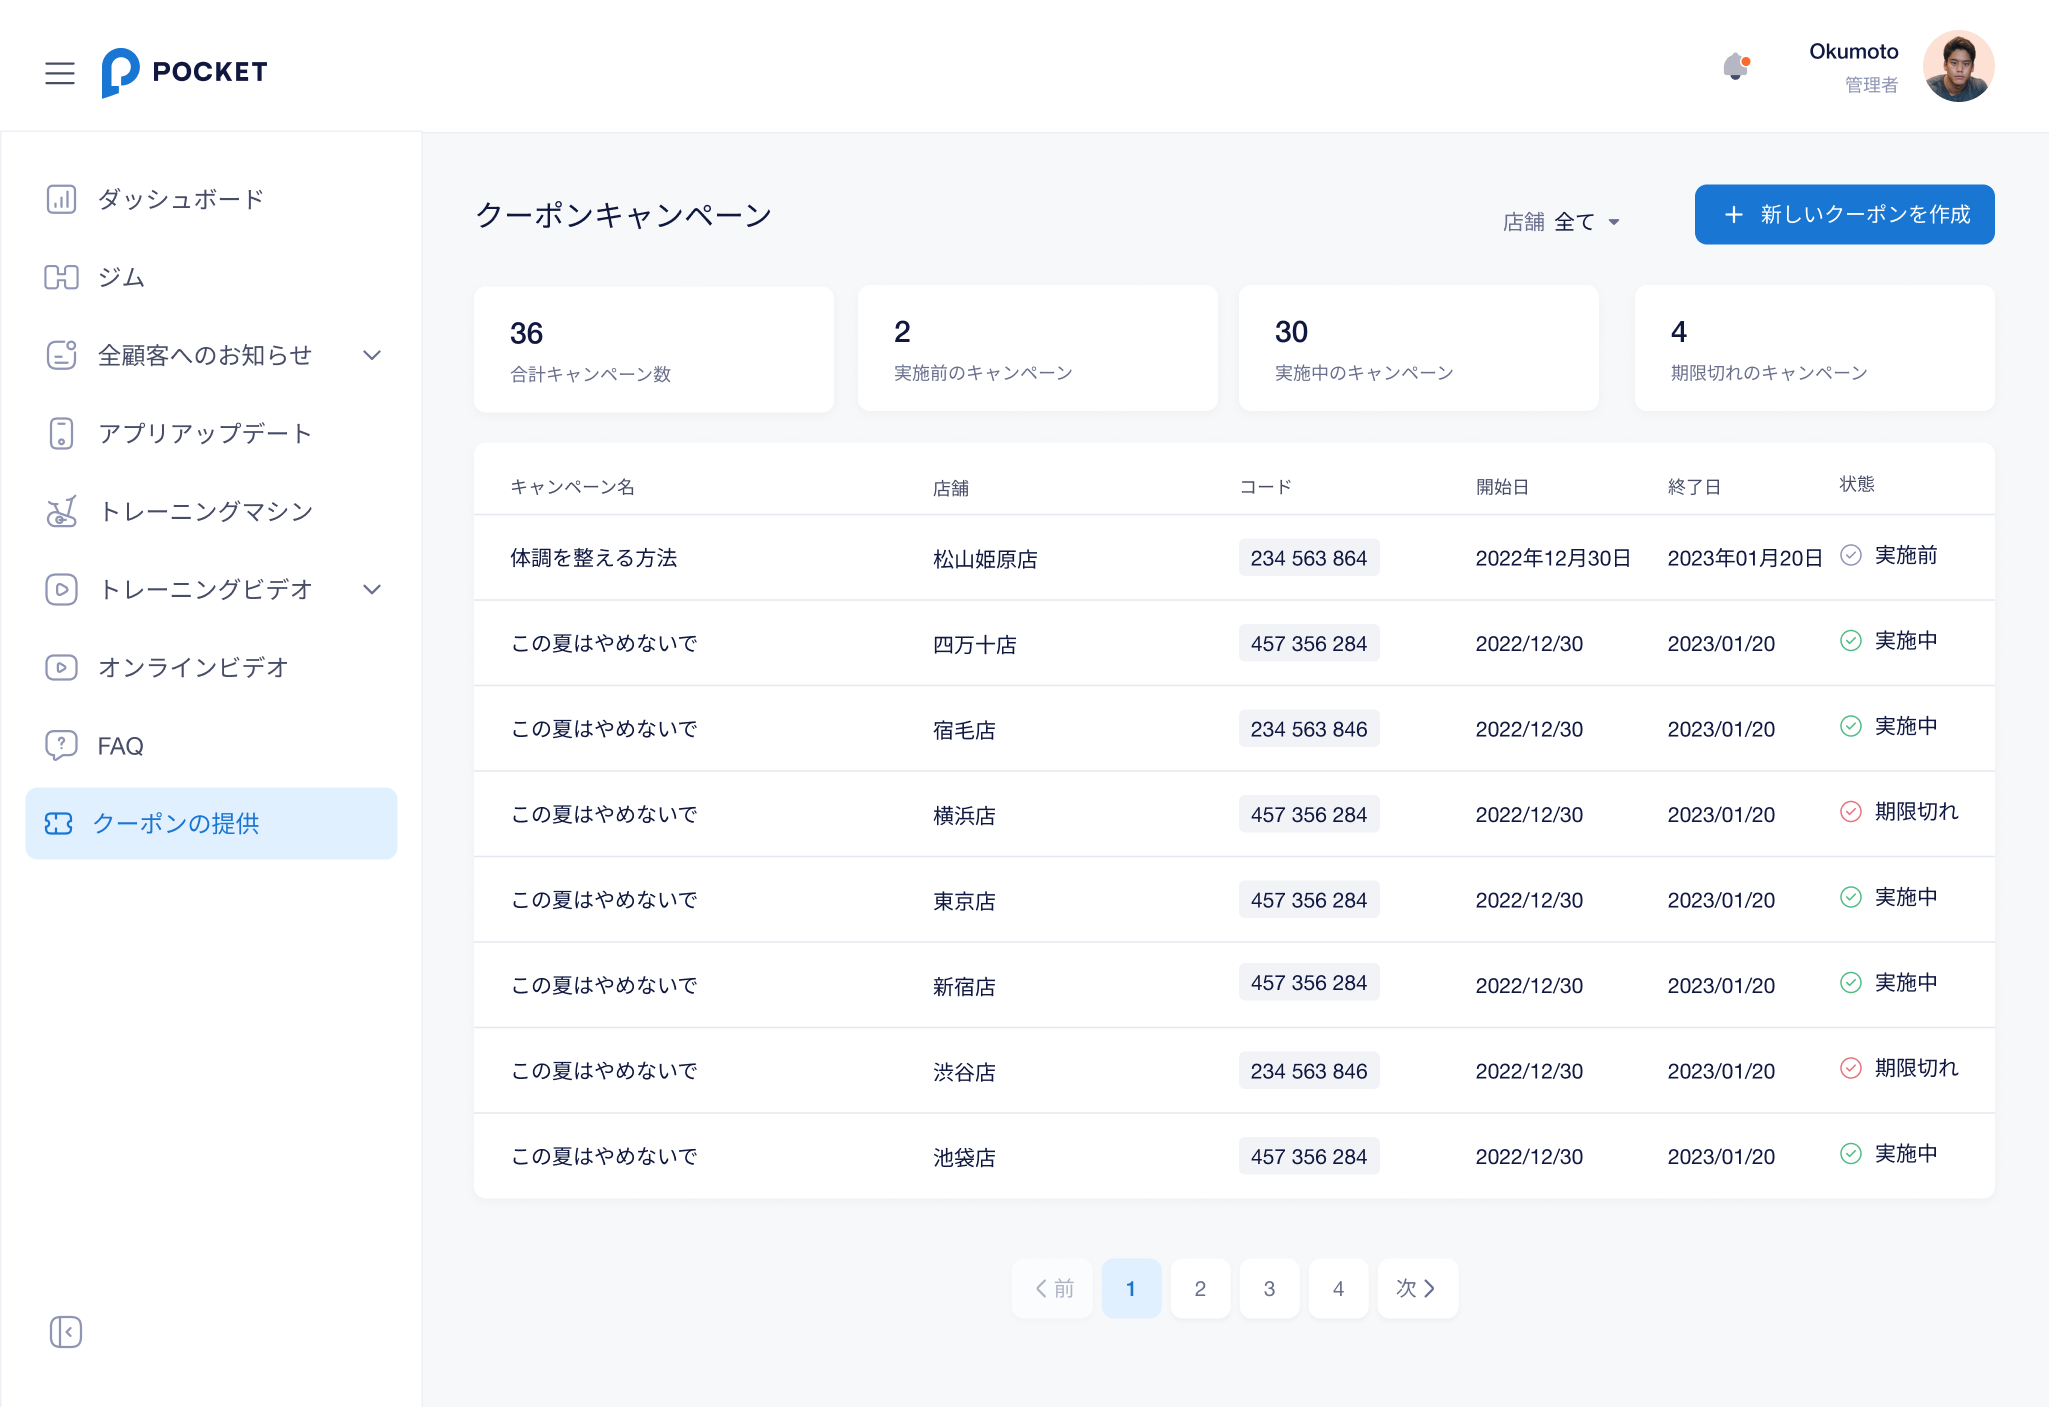 POCKET
Okumoto
管理者
ダッシュボード
ジム
全顧客へのお知らせ
アプリアップデート
トレーニングマシン
トレーニングビデオ
オンラインビデオ
FAQ
クーポンの提供
クーポンキャンペーン
店舗 全て
+ 新しいクーポンを作成
36
合計キャンペーン数
2
実施前のキャンペーン
30
実施中のキャンペーン
4
期限切れのキャンペーン
キャンペーン名 店舗 コード 開始日 終了日 状態
体調を整える方法 松山姫原店 234 563 864 2022年12月30日 2023年01月20日 実施前
この夏はやめないで 四万十店 457 356 284 2022/12/30 2023/01/20 実施中
この夏はやめないで 宿毛店 234 563 846 2022/12/30 2023/01/20 実施中
この夏はやめないで 横浜店 457 356 284 2022/12/30 2023/01/20 期限切れ
この夏はやめないで 東京店 457 356 284 2022/12/30 2023/01/20 実施中
この夏はやめないで 新宿店 457 356 284 2022/12/30 2023/01/20 実施中
この夏はやめないで 渋谷店 234 563 846 2022/12/30 2023/01/20 期限切れ
この夏はやめないで 池袋店 457 356 284 2022/12/30 2023/01/20 実施中
前 1 2 3 4 次